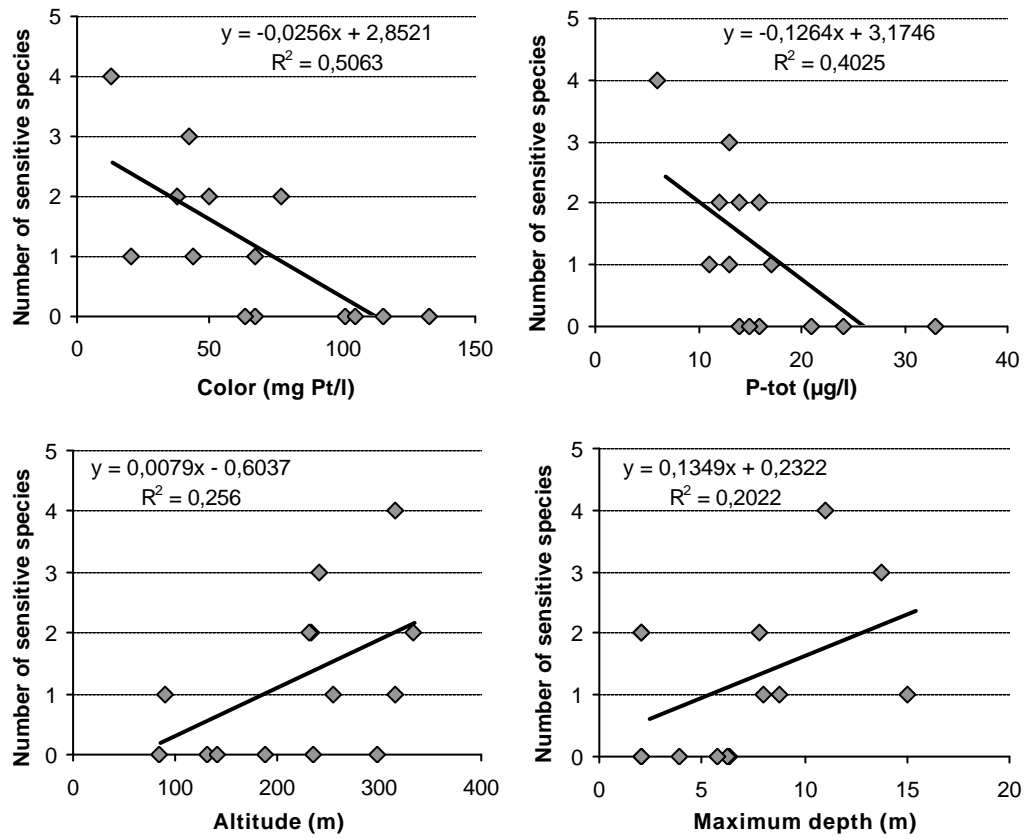 y = -0,0256x + 2,8521
R² = 0,5063
5
4
3
2
1
0
Number of sensitive species
0 50 100 150
Color (mg Pt/l)
y = -0,1264x + 3,1746
R² = 0,4025
5
4
3
2
1
0
Number of sensitive species
0 10 20 30 40
P-tot (µg/l)
y = 0,0079x - 0,6037
R² = 0,256
5
4
3
2
1
0
Number of sensitive species
0 100 200 300 400
Altitude (m)
y = 0,1349x + 0,2322
R² = 0,2022
5
4
3
2
1
0
Number of sensitive species
0 5 10 15 20
Maximum depth (m)